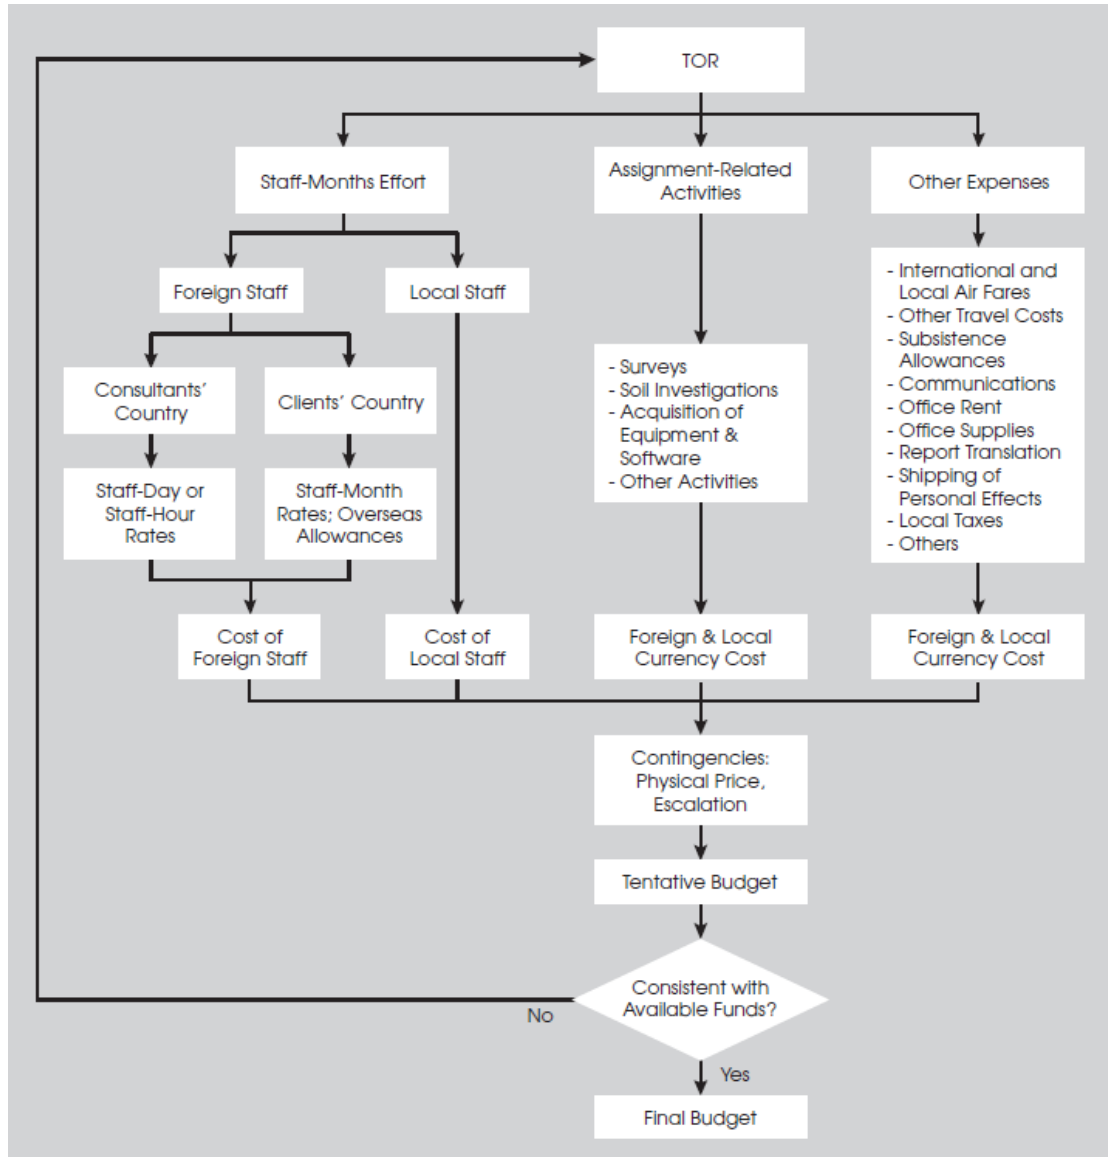 TOR
Staff-Months Effort
Assignment-Related
Activities
Other Expenses
Foreign Staff
Local Staff
- International and
Local Air Fares
- Other Travel Costs
- Subsistence
Allowances
- Communications
- Office Rent
- Office Supplies
- Report Translation
- Shipping of
Personal Effects
- Local Taxes
- Others
- Surveys
- Soil Investigations
- Acquisition of
Equipment &
Software
- Other Activities
Consultants'
Country
Clients' Country
Staff-Day or
Staff-Hour
Rates
Staff-Month
Rates; Overseas
Allowances
Cost of
Foreign Staff
Cost of
Local Staff
Foreign & Local
Currency Cost
Foreign & Local
Currency Cost
Contingencies:
Physical Price,
Escalation
Tentative Budget
Consistent with
Available Funds?
No
Yes
Final Budget